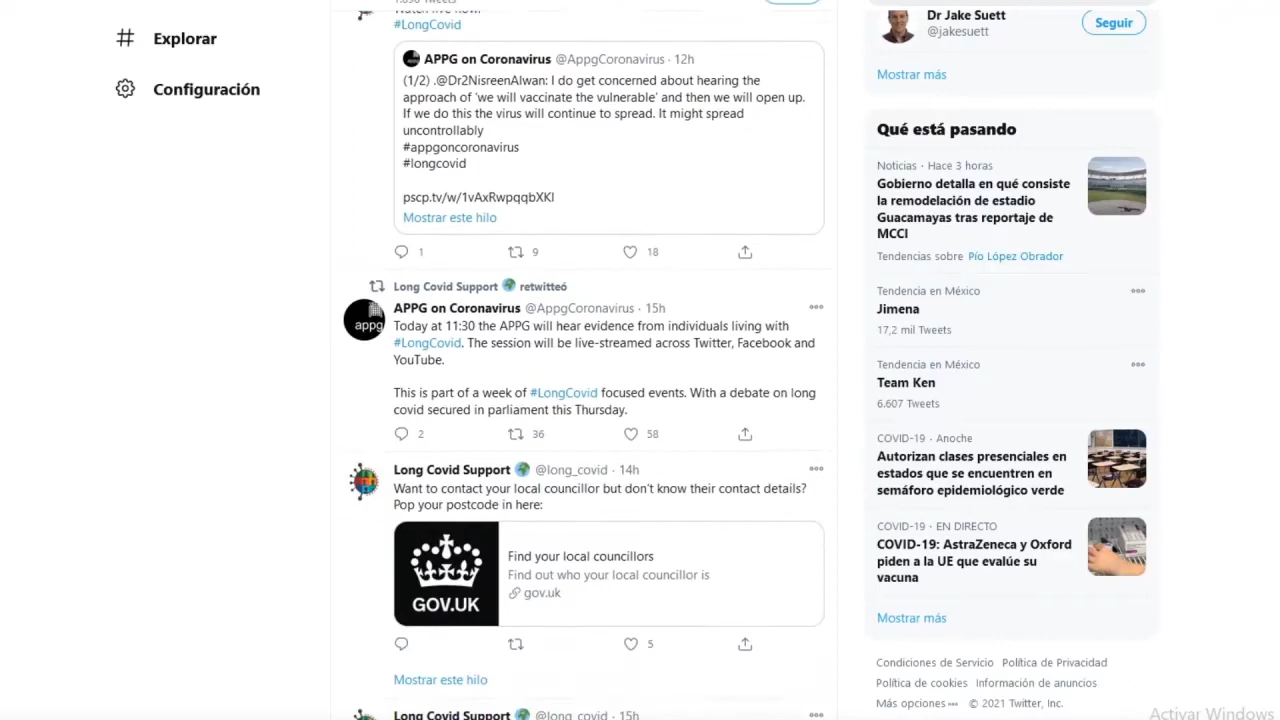 Explorar
Configuración
#LongCovid
APPG on Coronavirus @AppgCoronavirus · 12h
(1/2) .@Dr2NisreenAlwan: I do get concerned about hearing the
approach of 'we will vaccinate the vulnerable' and then we will open up.
If we do this the virus will continue to spread. It might spread
uncontrollably
#appgoncoronavirus
#longcovid
pscp.tv/w/1vAxRwpqqbXKl
Mostrar este hilo
1
9
18
Long Covid Support retwitteó
appg
APPG on Coronavirus @AppgCoronavirus · 15h
Today at 11:30 the APPG will hear evidence from individuals living with
#LongCovid. The session will be live-streamed across Twitter, Facebook and
YouTube.
This is part of a week of #LongCovid focused events. With a debate on long
covid secured in parliament this Thursday.
2
36
58
Long Covid Support @long_covid · 14h
Want to contact your local councillor but don't know their contact details?
Pop your postcode in here:
GOV.UK
Find your local councillors
Find out who your local councillor is
gov.uk
5
Mostrar este hilo
Long Covid Support @long_covid · 15h
Dr Jake Suett
@jakesuett
Seguir
Mostrar más
Qué está pasando
Noticias · Hace 3 horas
Gobierno detalla en qué consiste
la remodelación de estadio
Guacamayas tras reportaje de
MCCI
Tendencias sobre Pío López Obrador
Tendencia en México
Jimena
17,2 mil Tweets
Tendencia en México
Team Ken
6.607 Tweets
COVID-19 · Anoche
Autorizan clases presenciales en
estados que se encuentren en
semáforo epidemiológico verde
COVID-19 · EN DIRECTO
COVID-19: AstraZeneca y Oxford
piden a la UE que evalúe su
vacuna
Mostrar más
Condiciones de Servicio Política de Privacidad
Política de cookies Información de anuncios
Más opciones ••• © 2021 Twitter, Inc.
Activar Windows